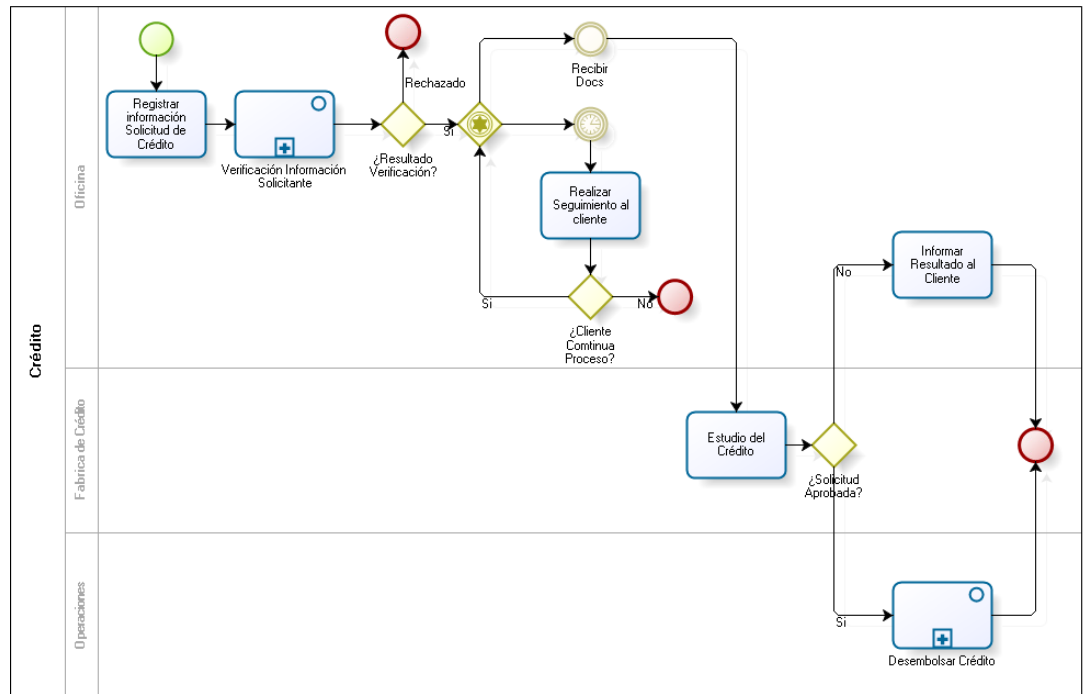 Crédito
Oficina
Registrar
información
Solicitud de
Crédito
Verificación Información
Solicitante
Rechazado
¿Resultado
Verificación?
Si
Recibir
Docs
Realizar
Seguimiento al
cliente
Si
No
¿Cliente
Comtinua
Proceso?
Informar
Resultado al
Cliente
No
Fabrica de Crédito
Estudio del
Crédito
¿Solicitud
Aprobada?
Operaciones
Si
Desembolsar Crédito